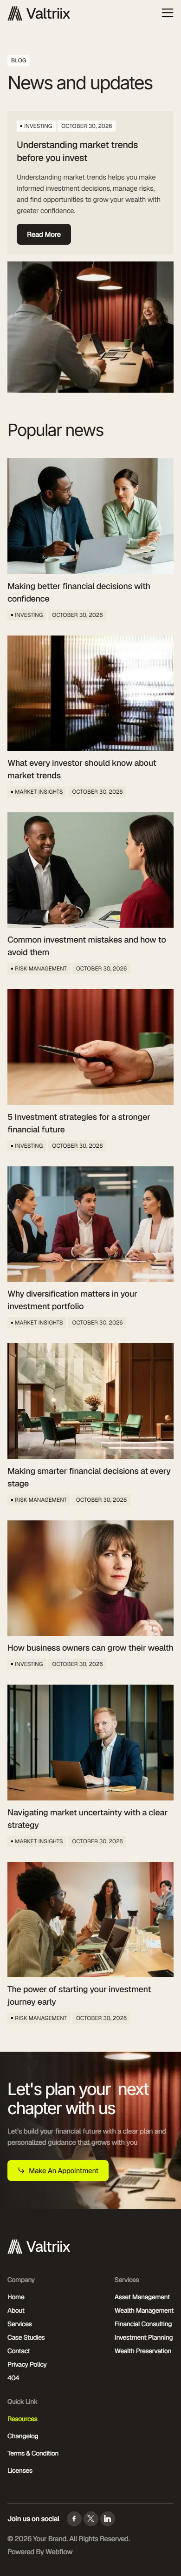 Valtriix
BLOG
News and updates
INVESTING OCTOBER 30, 2026
Understanding market trends
before you invest
Understanding market trends helps you make
informed investment decisions, manage risks,
and find opportunities to grow your wealth with
greater confidence.
Read More
Popular news
Making better financial decisions with
confidence
INVESTING OCTOBER 30, 2026
What every investor should know about
market trends
MARKET INSIGHTS OCTOBER 30, 2026
Common investment mistakes and how to
avoid them
RISK MANAGEMENT OCTOBER 30, 2026
5 Investment strategies for a stronger
financial future
INVESTING OCTOBER 30, 2026
Why diversification matters in your
investment portfolio
MARKET INSIGHTS OCTOBER 30, 2026
Making smarter financial decisions at every
stage
RISK MANAGEMENT OCTOBER 30, 2026
How business owners can grow their wealth
INVESTING OCTOBER 30, 2026
Navigating market uncertainty with a clear
strategy
MARKET INSIGHTS OCTOBER 30, 2026
The power of starting your investment
journey early
RISK MANAGEMENT OCTOBER 30, 2026
Let's plan your next
chapter with us
Let's build your financial future with a clear plan and
personalized guidance that grows with you
Make An Appointment
Valtriix
Company
Home
About
Services
Case Studies
Contact
Privacy Policy
404
Services
Asset Management
Wealth Management
Financial Consulting
Investment Planning
Wealth Preservation
Quick Link
Resources
Changelog
Terms & Condition
Licenses
Join us on social
© 2026 Your Brand. All Rights Reserved.
Powered By Webflow